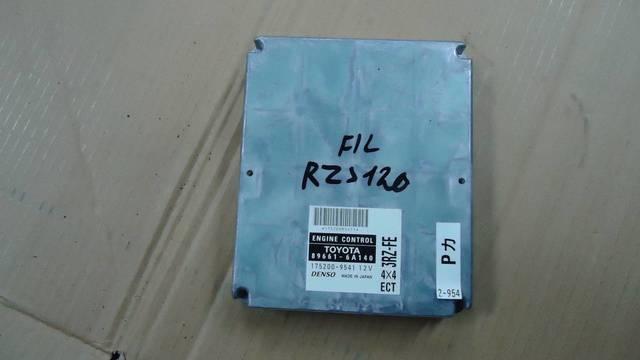 FIL
RZJ120
ENGINE CONTROL
TOYOTA
89661-6A140
175200-9541 12V
DENSO MADE IN JAPAN
3RZ-FE
4×4
ECT
Pカ
2-954